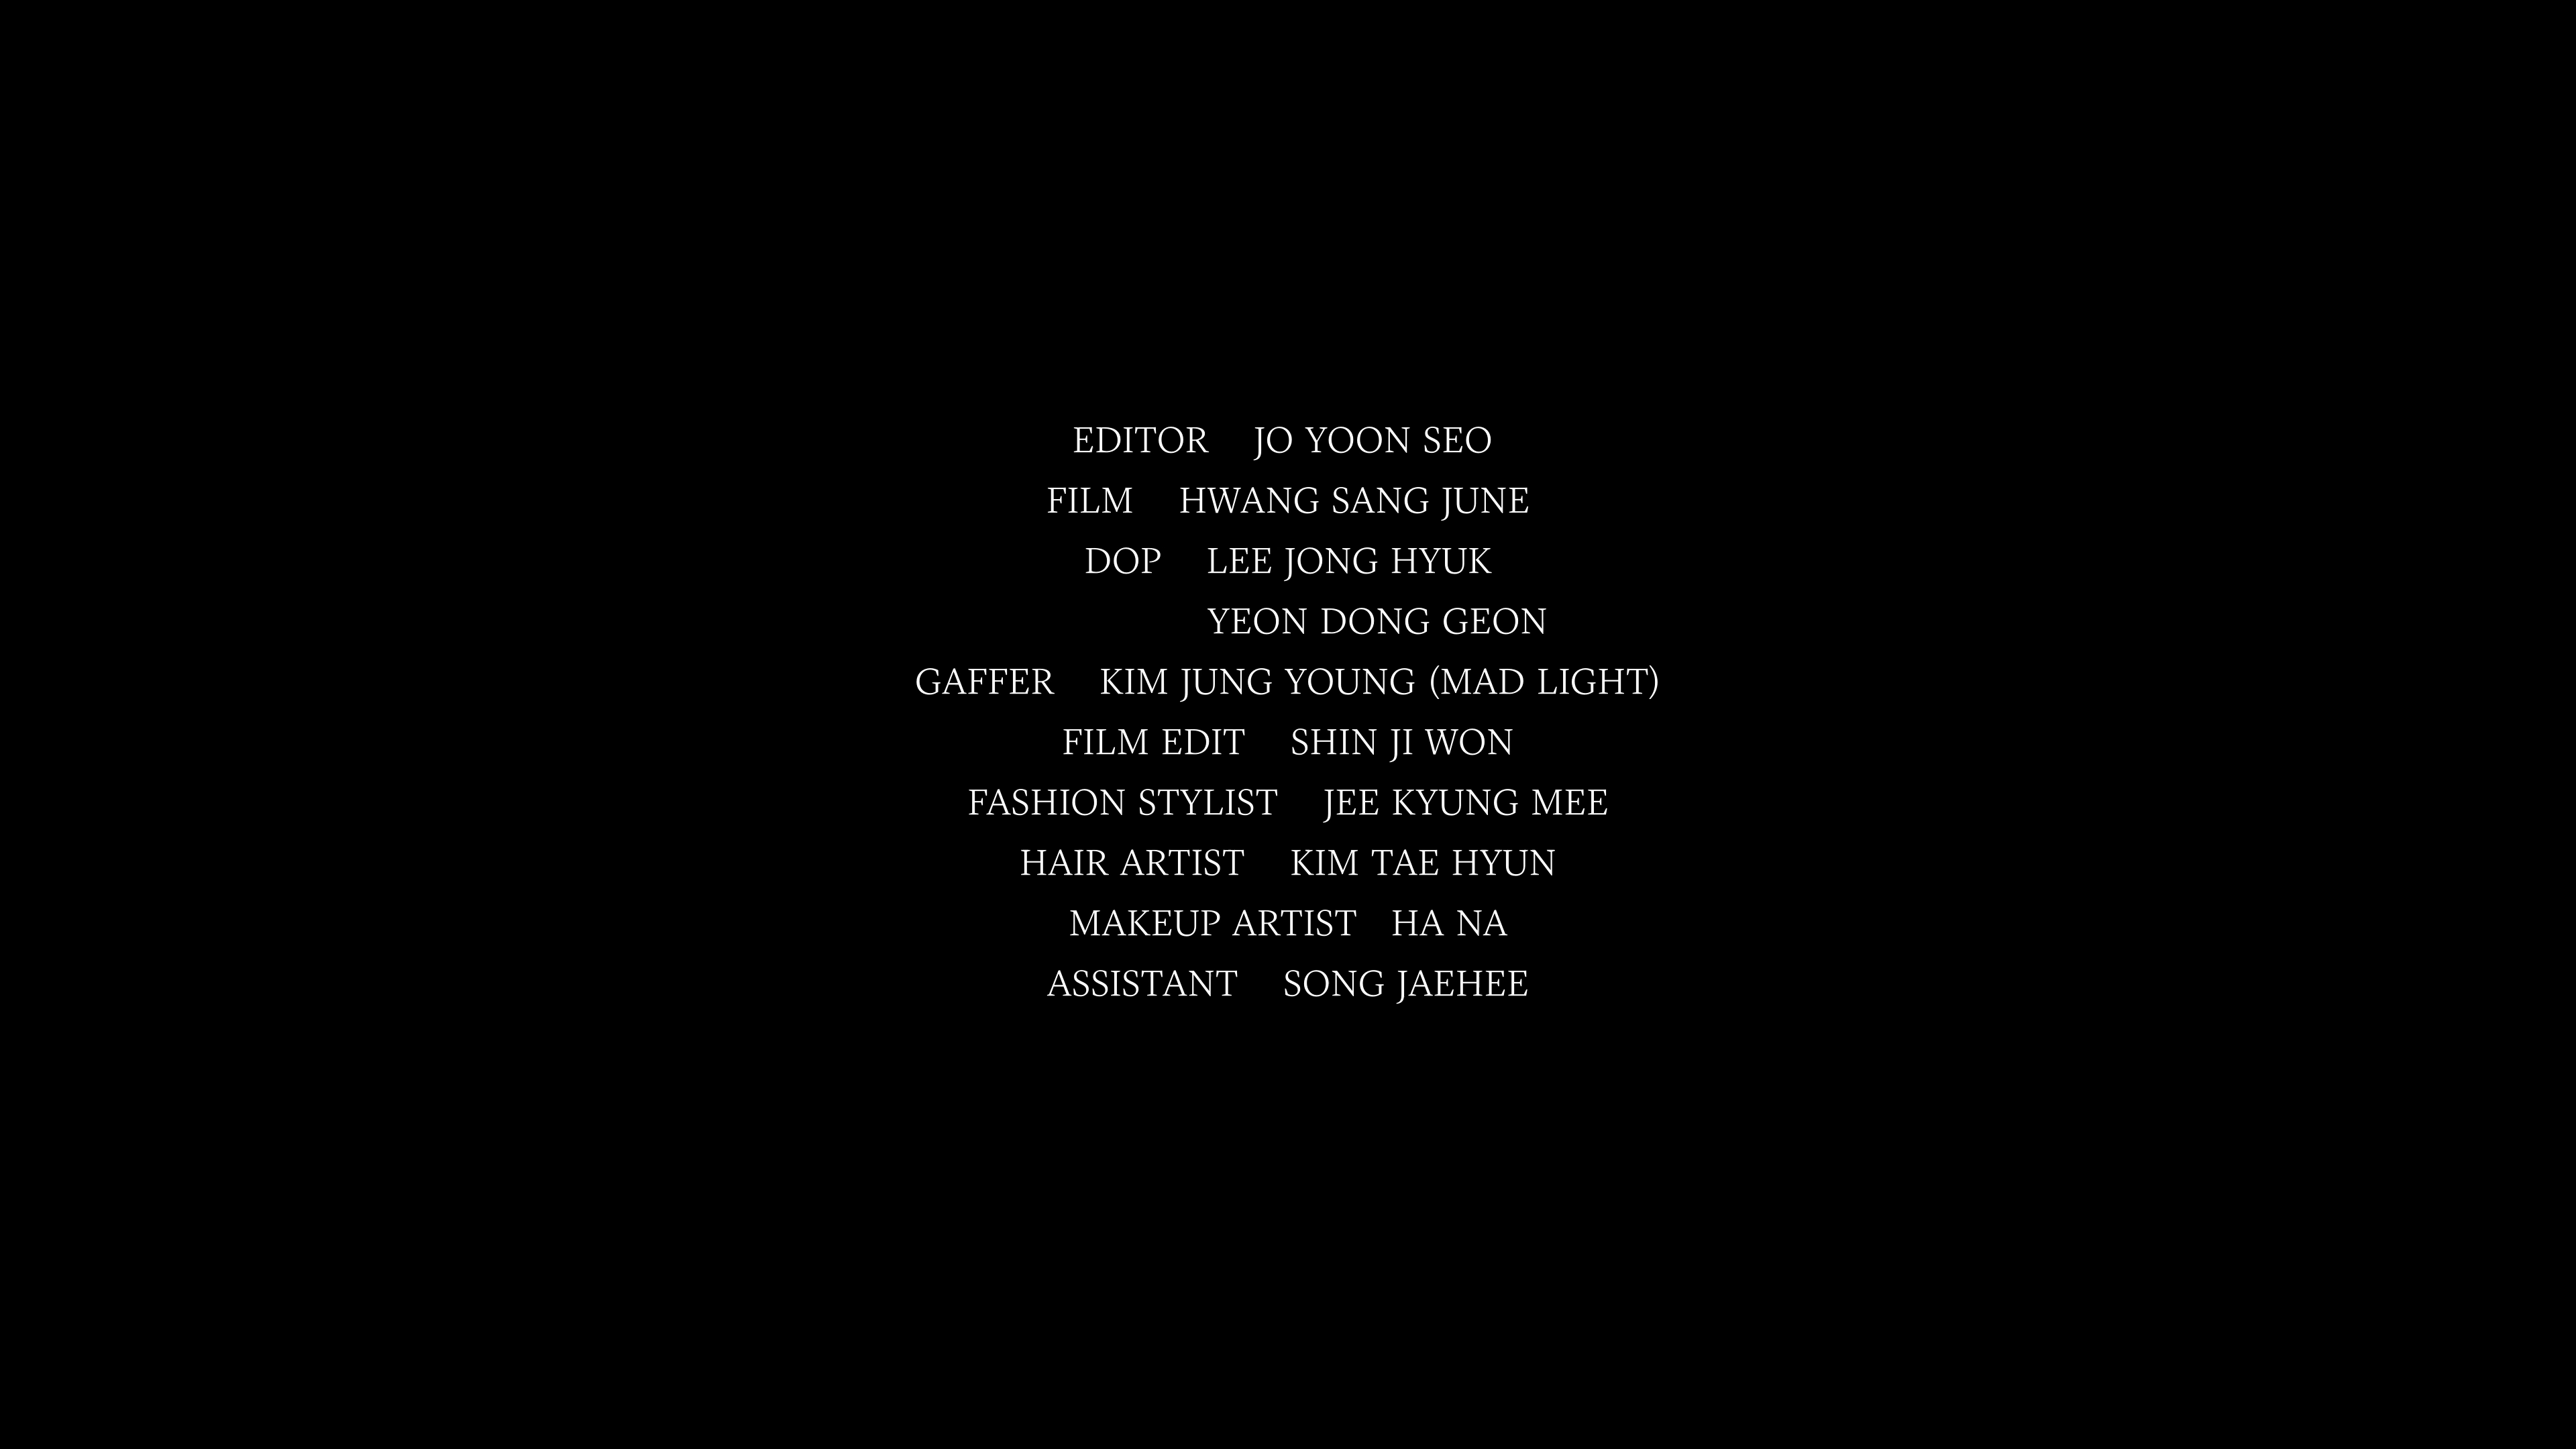 EDITOR JO YOON SEO
FILM HWANG SANG JUNE
DOP LEE JONG HYUK
YEON DONG GEON
GAFFER KIM JUNG YOUNG (MAD LIGHT)
FILM EDIT SHIN JI WON
FASHION STYLIST JEE KYUNG MEE
HAIR ARTIST KIM TAE HYUN
MAKEUP ARTIST HA NA
ASSISTANT SONG JAEHEE